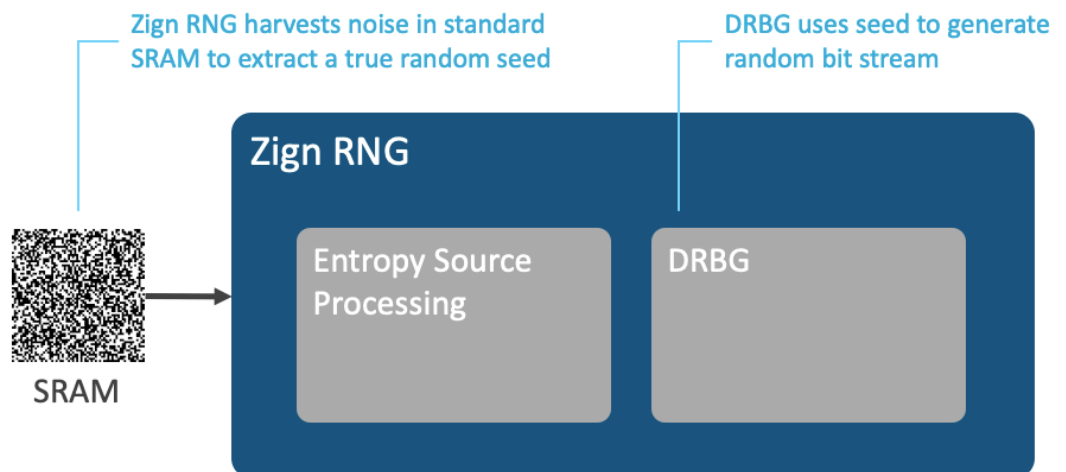 Zign RNG harvests noise in standard
SRAM to extract a true random seed
DRBG uses seed to generate
random bit stream
Zign RNG
Entropy Source
Processing
DRBG
SRAM